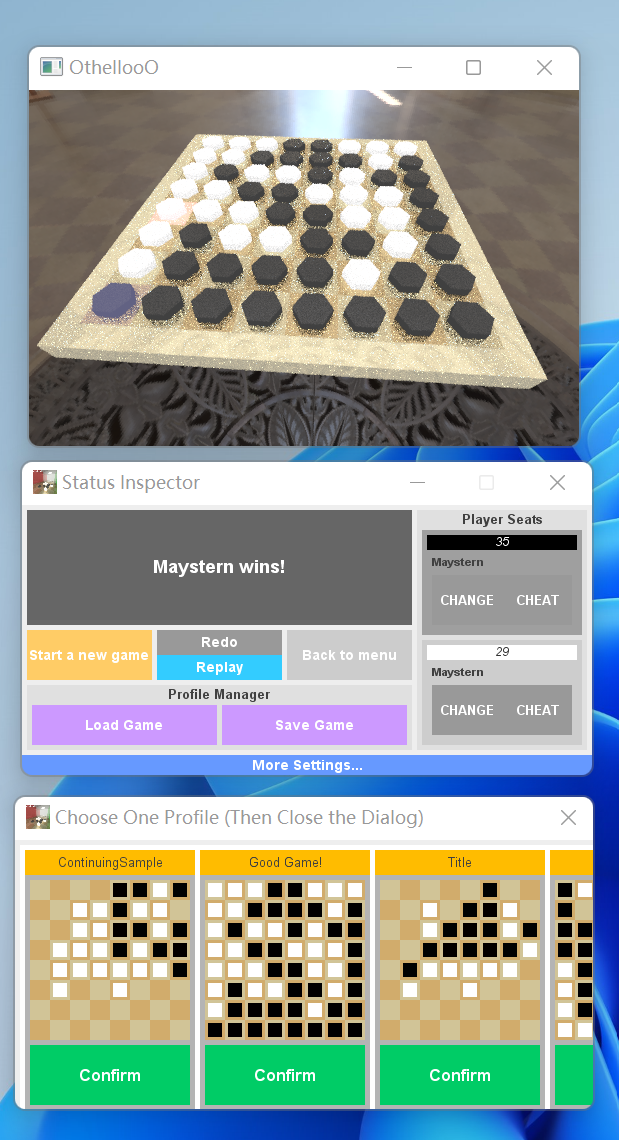 OthellooO
Status Inspector
Maystern wins!
Start a new game
Redo
Replay
Back to menu
Profile Manager
Load Game
Save Game
Player Seats
35
Maystern
CHANGE
CHEAT
29
Maystern
CHANGE
CHEAT
More Settings...
Choose One Profile (Then Close the Dialog)
ContinuingSample
Good Game!
Title
Confirm
Confirm
Confirm